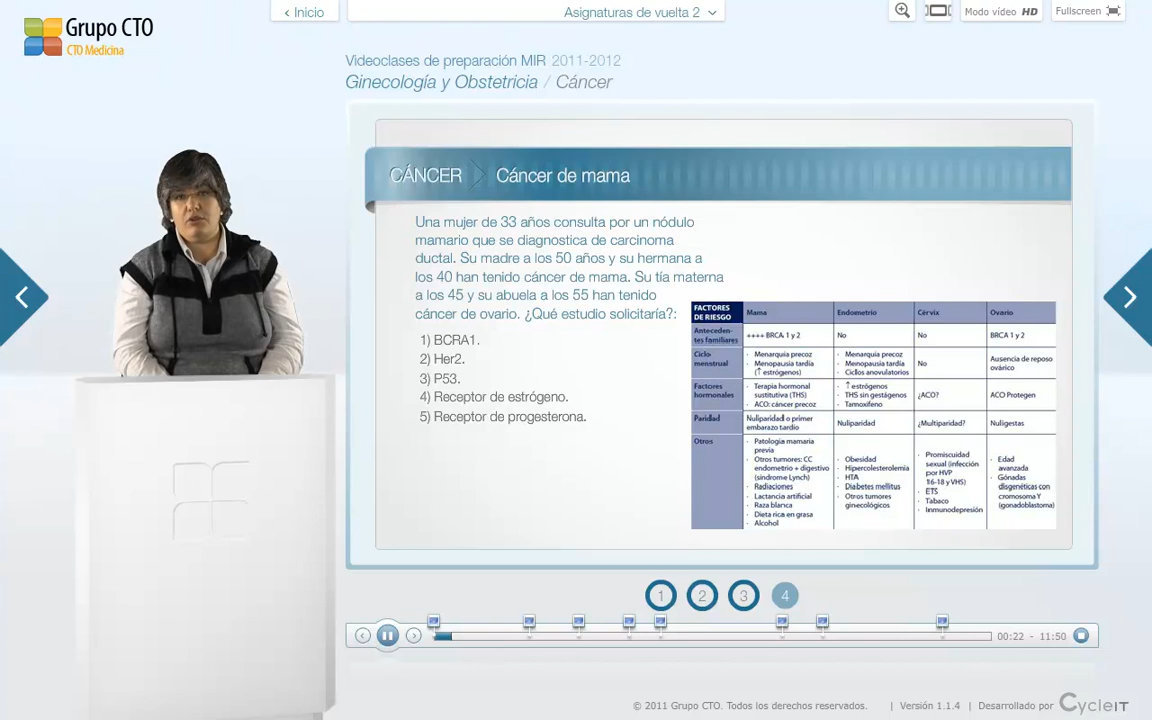 Grupo CTO
CTO Medicina
‹ Inicio
Asignaturas de vuelta 2
Modo vídeo HD
Fullscreen
Videoclases de preparación MIR 2011-2012
Ginecología y Obstetricia / Cáncer
CÁNCER
Cáncer de mama
Una mujer de 33 años consulta por un nódulo
mamario que se diagnostica de carcinoma
ductal. Su madre a los 50 años y su hermana a
los 40 han tenido cáncer de mama. Su tía materna
a los 45 y su abuela a los 55 han tenido
cáncer de ovario. ¿Qué estudio solicitaría?:
1) BCRA1.
2) Her2.
3) P53.
4) Receptor de estrógeno.
5) Receptor de progesterona.
FACTORES
DE RIESGO
Mama
Endometrio
Cérvix
Ovario
Anteceden-
tes familiares
++++ BRCA 1 y 2
No
No
BRCA 1 y 2
Ciclo
menstrual
· Menarquia precoz
· Menopausia tardía
(↑ estrógenos)
· Menarquia precoz
· Menopausia tardía
· Ciclos anovulatorios
No
Ausencia de reposo
ovárico
Factores
hormonales
· Terapia hormonal
sustitutiva (THS)
· ACO: cáncer precoz
· ↑ estrógenos
· THS sin gestágenos
· Tamoxifeno
¿ACO?
ACO Protegen
Paridad
Nuliparidad o primer
embarazo tardío
Nuliparidad
¿Multiparidad?
Nuligestas
Otros
· Patología mamaria
previa
· Otros tumores: CC
endometrio + digestivo
(síndrome Lynch)
· Radiaciones
· Lactancia artificial
· Raza blanca
· Dieta rica en grasa
· Alcohol
· Obesidad
· Hipercolesterolemia
· HTA
· Diabetes mellitus
· Otros tumores
ginecológicos
· Promiscuidad
sexual (infección
por HVP
16-18 y VHS)
· ETS
· Tabaco
· Inmunodepresión
· Edad
avanzada
· Gónadas
disgenéticas con
cromosoma Y
(gonadoblastoma)
1 2 3 4
00:22 - 11:50
© 2011 Grupo CTO. Todos los derechos reservados. | Versión 1.1.4 | Desarrollado por CycleIT